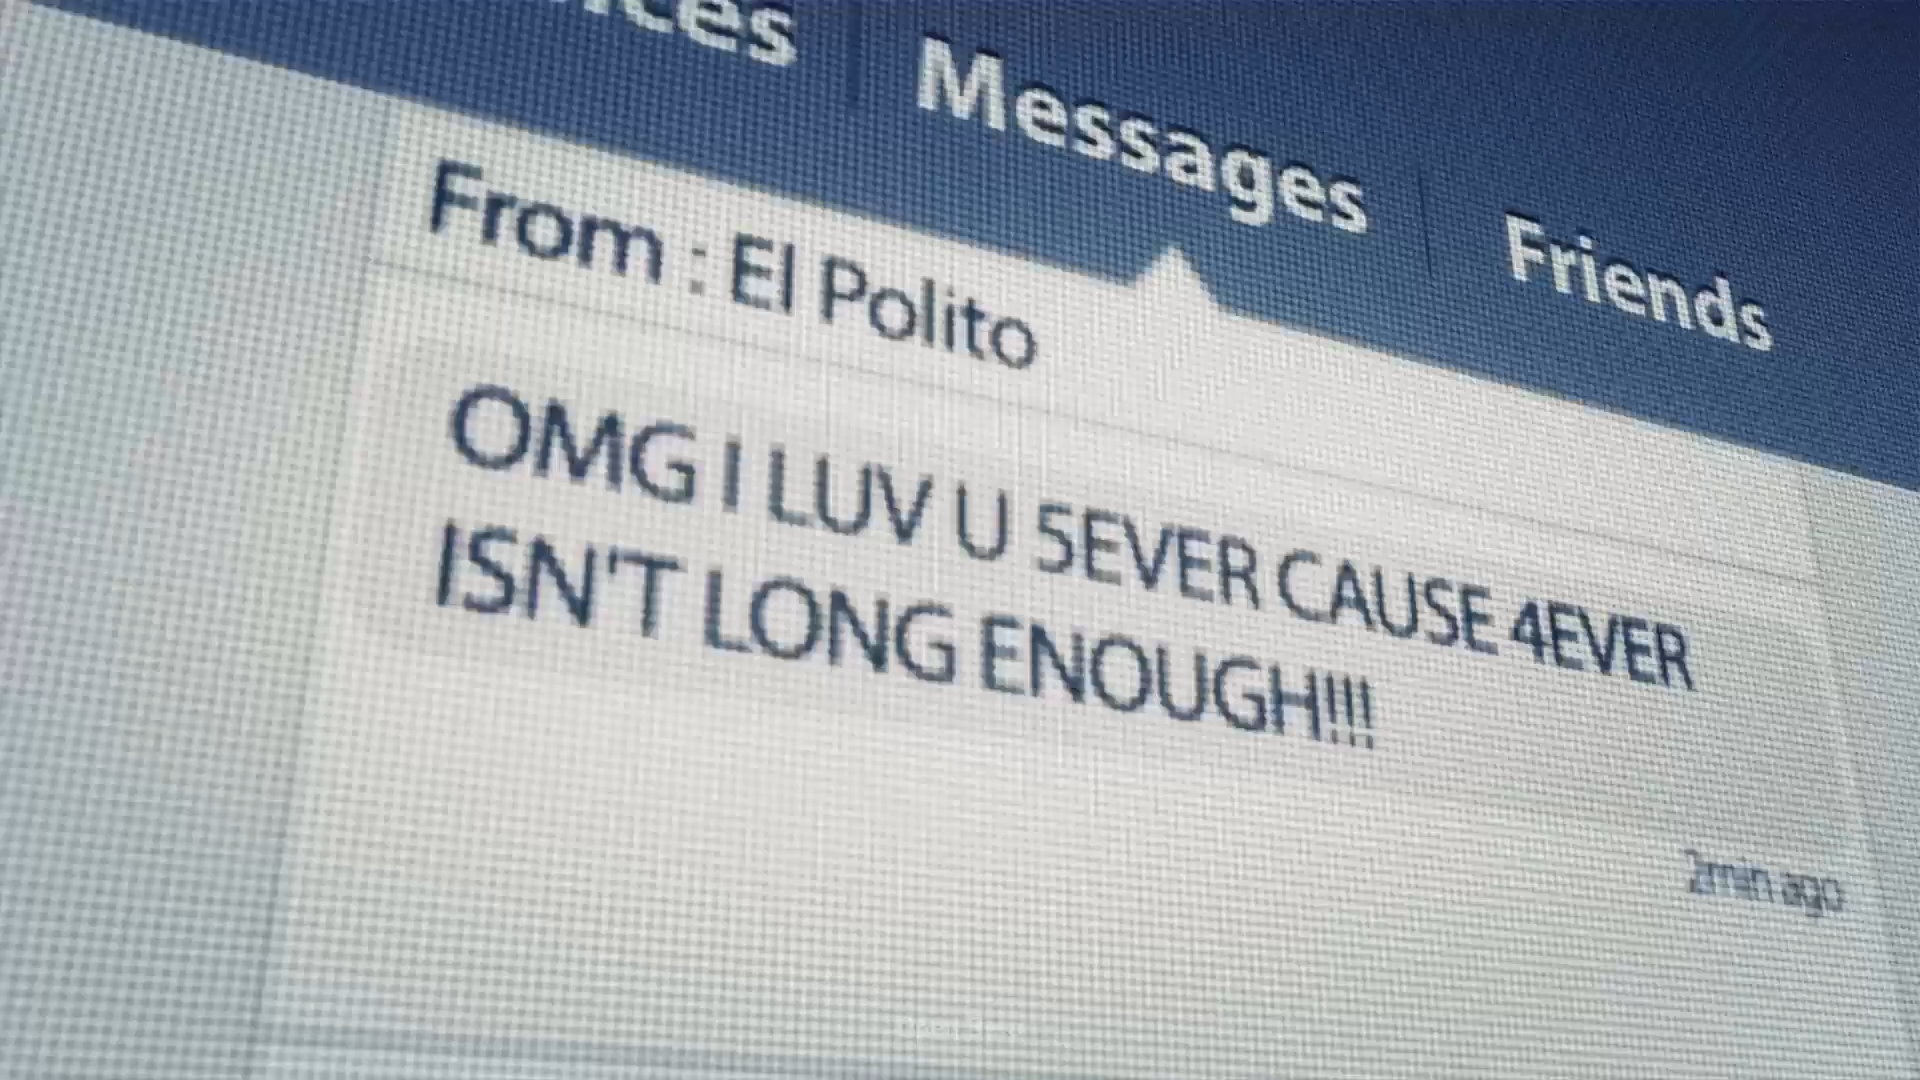 Messages
Friends
From : El Polito
OMG I LUV U 5EVER CAUSE 4EVER
ISN'T LONG ENOUGH!!!
2min ago